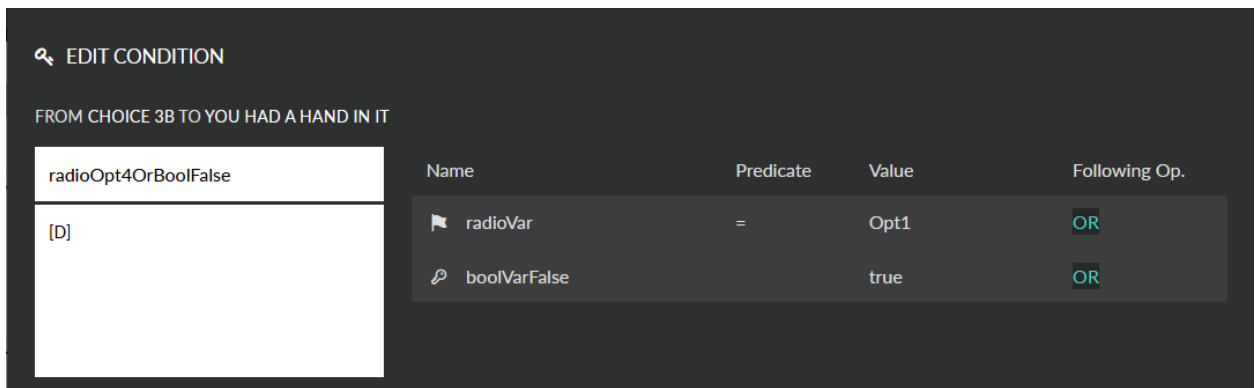 EDIT CONDITION
FROM CHOICE 3B TO YOU HAD A HAND IN IT
radioOpt4OrBoolFalse
[D]
Name Predicate Value Following Op.
radioVar = Opt1 OR
boolVarFalse true OR